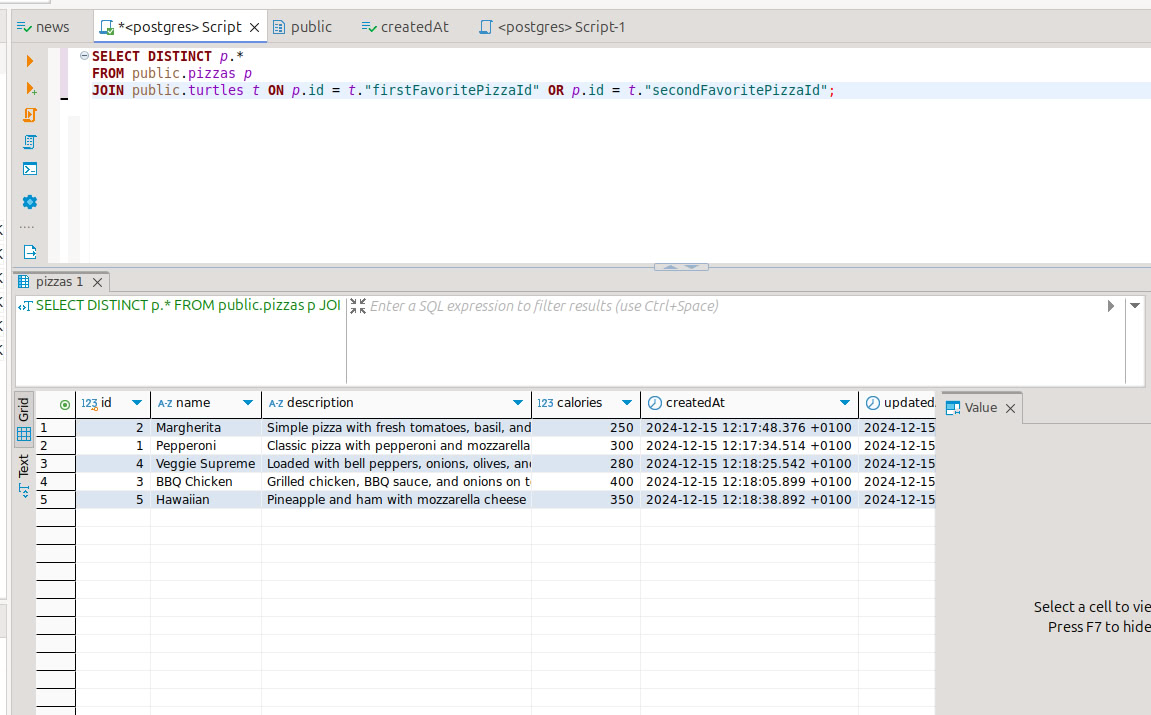 news *<postgres> Script public createdAt <postgres> Script-1
SELECT DISTINCT p.*
FROM public.pizzas p
JOIN public.turtles t ON p.id = t."firstFavoritePizzaId" OR p.id = t."secondFavoritePizzaId";
pizzas 1
SELECT DISTINCT p.* FROM public.pizzas p JOI Enter a SQL expression to filter results (use Ctrl+Space)
Grid
Text
123 id A-Z name A-Z description 123 calories createdAt updated
1 2 Margherita Simple pizza with fresh tomatoes, basil, and 250 2024-12-15 12:17:48.376 +0100 2024-12-15
2 1 Pepperoni Classic pizza with pepperoni and mozzarella 300 2024-12-15 12:17:34.514 +0100 2024-12-15
3 4 Veggie Supreme Loaded with bell peppers, onions, olives, an 280 2024-12-15 12:18:25.542 +0100 2024-12-15
4 3 BBQ Chicken Grilled chicken, BBQ sauce, and onions on t 400 2024-12-15 12:18:05.899 +0100 2024-12-15
5 5 Hawaiian Pineapple and ham with mozzarella cheese 350 2024-12-15 12:18:38.892 +0100 2024-12-15
Value
Select a cell to vie
Press F7 to hide